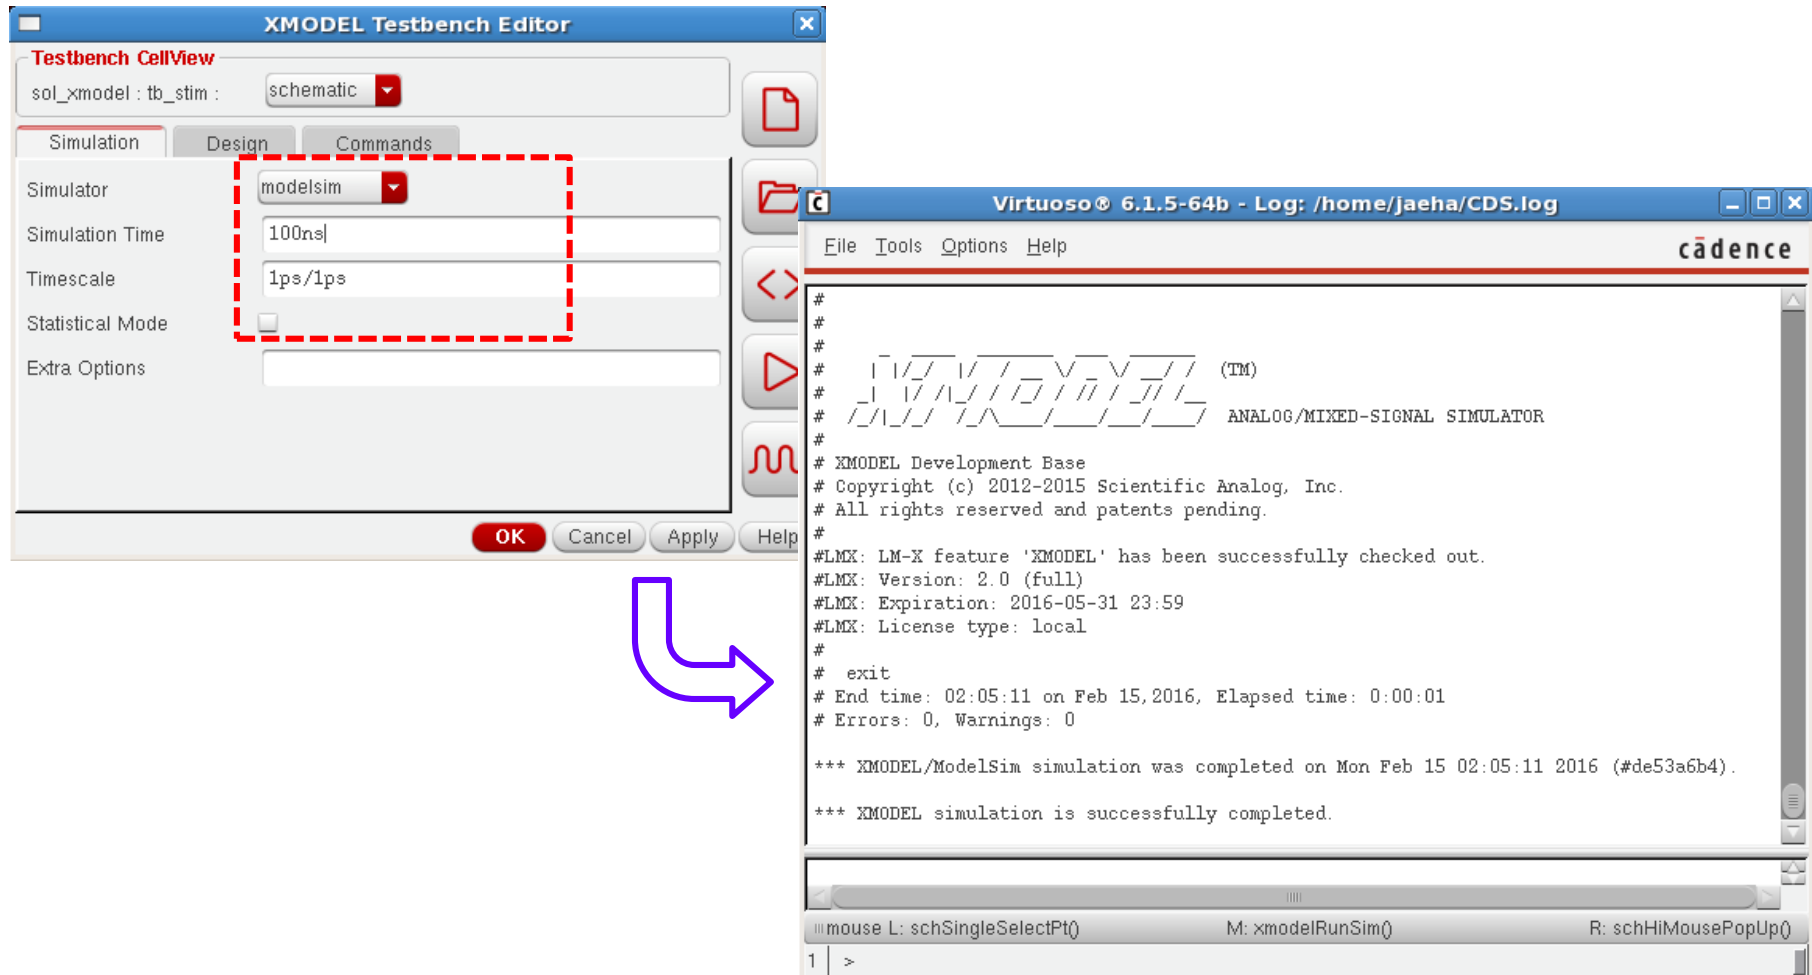 XMODEL Testbench Editor
Testbench CellView
sol_xmodel : tb_stim :
schematic
Simulation
Design
Commands
Simulator
modelsim
Simulation Time
100ns
Timescale
1ps/1ps
Statistical Mode
Extra Options
OK
Cancel
Apply
Help
Virtuoso® 6.1.5-64b - Log: /home/jaeha/CDS.log
File Tools Options Help
cādence
#
#
#
# XMODEL (TM)
#
# ANALOG/MIXED-SIGNAL SIMULATOR
#
# XMODEL Development Base
# Copyright (c) 2012-2015 Scientific Analog, Inc.
# All rights reserved and patents pending.
#
#LMX: LM-X feature 'XMODEL' has been successfully checked out.
#LMX: Version: 2.0 (full)
#LMX: Expiration: 2016-05-31 23:59
#LMX: License type: local
#
#  exit
# End time: 02:05:11 on Feb 15,2016, Elapsed time: 0:00:01
# Errors: 0, Warnings: 0
*** XMODEL/ModelSim simulation was completed on Mon Feb 15 02:05:11 2016 (#de53a6b4).
*** XMODEL simulation is successfully completed.
mouse L: schSingleSelectPt()
M: xmodelRunSim()
R: schHiMousePopUp()
1 >